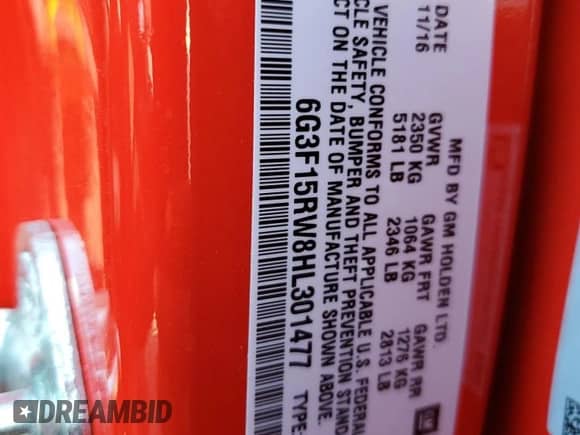 MFD BY GM HOLDEN LTD.
DATE GVWR GAWR FRT GAWR RR
11/16 2350 KG 1064 KG 1276 KG
5181 LB 2346 LB 2813 LB
VEHICLE CONFORMS TO ALL APPLICABLE U.S. FEDERAL
CLE SAFETY, BUMPER AND THEFT PREVENTION STAND
CT ON THE DATE OF MANUFACTURE SHOWN ABOVE.
6G3F15RW8HL301477 TYPE:
GM
DREAMBID